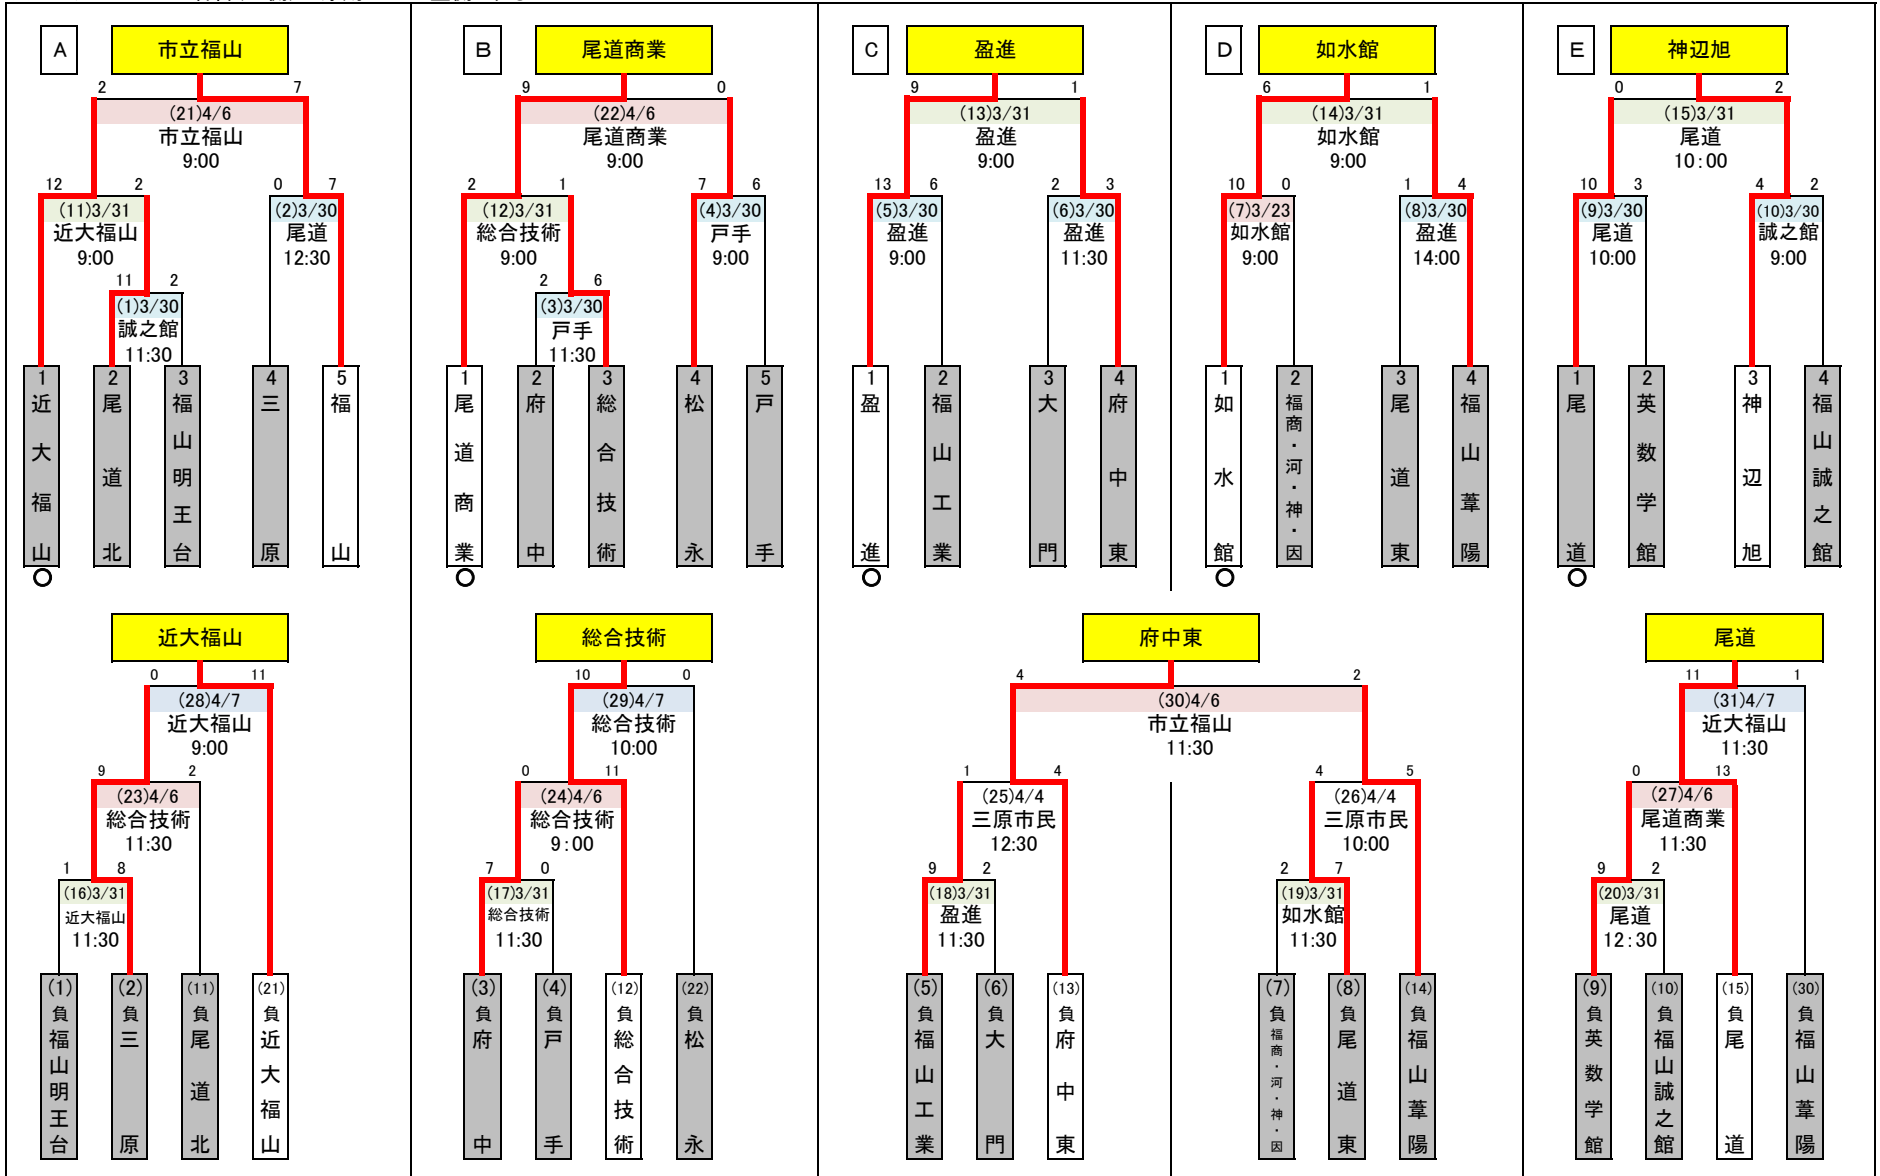 A
市立福山
2 7
(21)4/6
市立福山
9:00
12 2
0 7
(11)3/31
近大福山
9:00
(2)3/30
尾道
12:30
11 2
(1)3/30
誠之館
11:30
1 近大福山
2 尾道北
3 福山明王台
4 三原
5 福山
○
B
尾道商業
9 0
(22)4/6
尾道商業
9:00
2 1
7 6
(12)3/31
総合技術
9:00
(4)3/30
戸手
9:00
2 6
(3)3/30
戸手
11:30
1 尾道商業
2 府中
3 総合技術
4 松永
5 戸手
○
C
盈進
9 1
(13)3/31
盈進
9:00
13 6
2 3
(5)3/30
盈進
9:00
(6)3/30
盈進
11:30
1 盈進
2 福山工業
3 大門
4 府中東
○
D
如水館
6 1
(14)3/31
如水館
9:00
10 0
1 4
(7)3/23
如水館
9:00
(8)3/30
盈進
14:00
1 如水館
2 福商・河・神・因
3 尾道東
4 福山葦陽
○
E
神辺旭
0 2
(15)3/31
尾道
10:00
10 3
4 2
(9)3/30
尾道
10:00
(10)3/30
誠之館
9:00
1 尾道
2 英数学館
3 神辺旭
4 福山誠之館
○
近大福山
0 11
(28)4/7
近大福山
9:00
9 2
(23)4/6
総合技術
11:30
1 8
(16)3/31
近大福山
11:30
(1)負福山明王台
(2)負三原
(11)負尾道北
(21)負近大福山
総合技術
10 0
(29)4/7
総合技術
10:00
0 11
(24)4/6
総合技術
9:00
7 0
(17)3/31
総合技術
11:30
(3)負府中
(4)負戸手
(12)負総合技術
(22)負松永
府中東
4 2
(30)4/6
市立福山
11:30
1 4
(25)4/4
三原市民
12:30
4 5
(26)4/4
三原市民
10:00
9 2
(18)3/31
盈進
11:30
2 7
(19)3/31
如水館
11:30
(5)負福山工業
(6)負大門
(13)負府中東
(7)負福商・河・神・因
(8)負尾道東
(14)負福山葦陽
尾道
11 1
(31)4/7
近大福山
11:30
0 13
(27)4/6
尾道商業
11:30
9 2
(20)3/31
尾道
12:30
(9)負英数学館
(10)負福山誠之館
(15)負尾道
(30)負福山葦陽